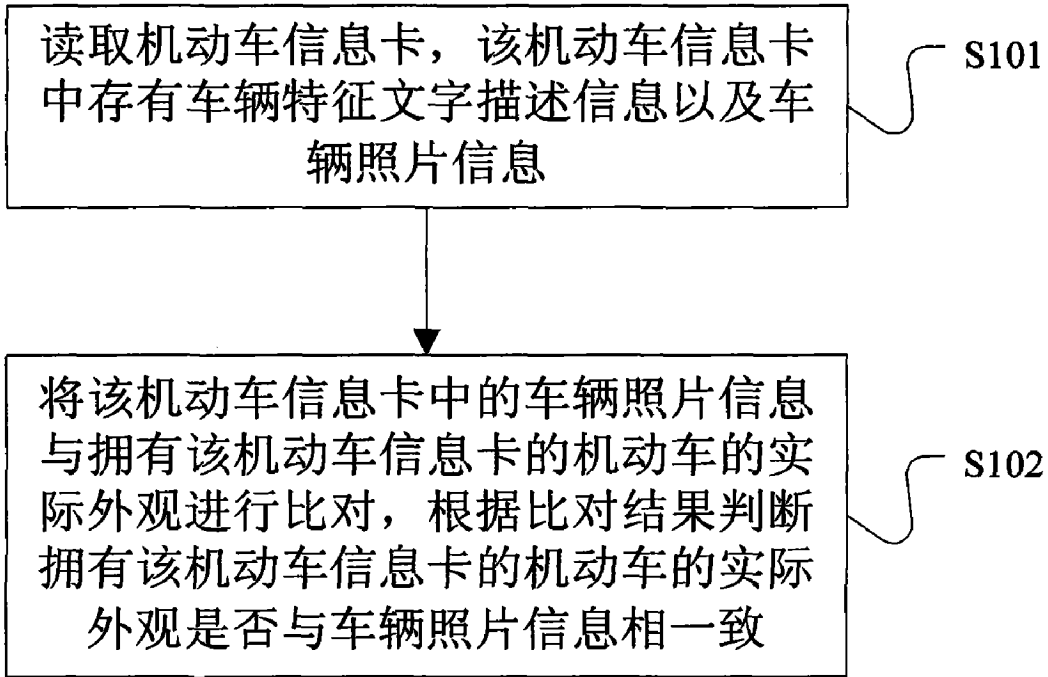 读取机动车信息卡，该机动车信息卡
中存有车辆特征文字描述信息以及车
辆照片信息
S101
将该机动车信息卡中的车辆照片信息
与拥有该机动车信息卡的机动车的实
际外观进行比对，根据比对结果判断
拥有该机动车信息卡的机动车的实际
外观是否与车辆照片信息相一致
S102